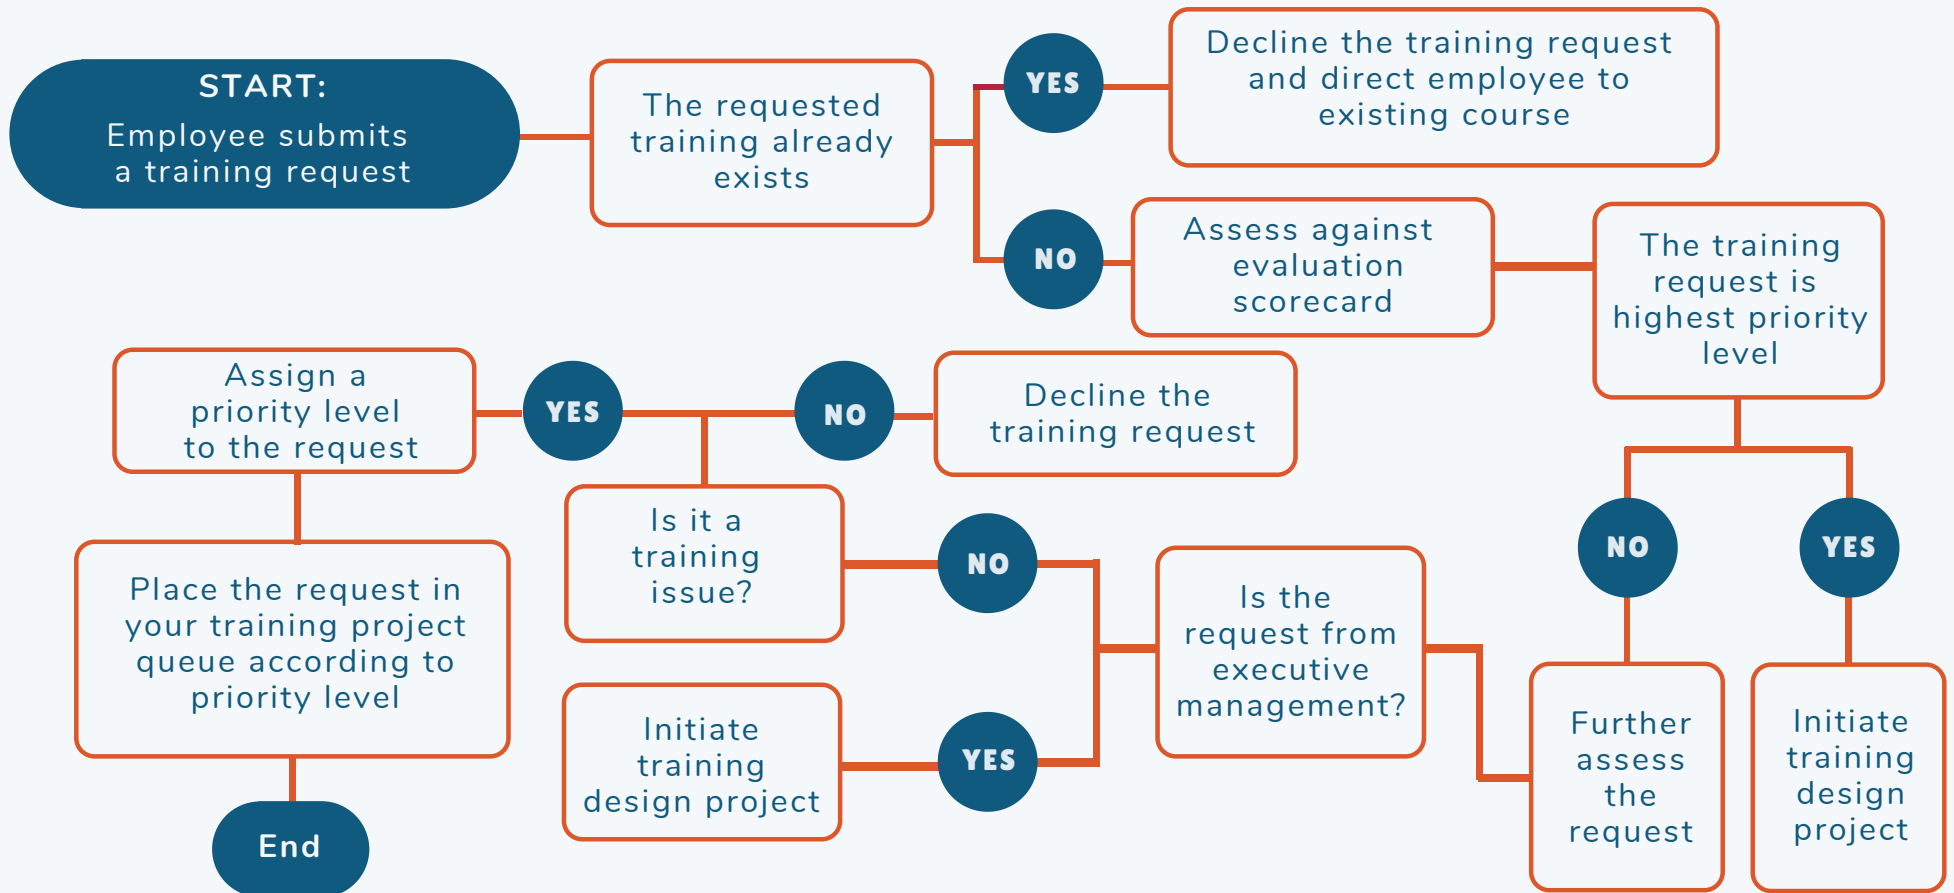 START:
Employee submits
a training request
The requested
training already
exists
YES
Decline the training request
and direct employee to
existing course
NO
Assess against
evaluation
scorecard
The training
request is
highest priority
level
NO
YES
Further
assess
the
request
Initiate
training
design
project
Is the
request from
executive
management?
NO
YES
Initiate
training
design project
Is it a
training
issue?
NO
Decline the
training request
YES
Assign a
priority level
to the request
Place the request in
your training project
queue according to
priority level
End